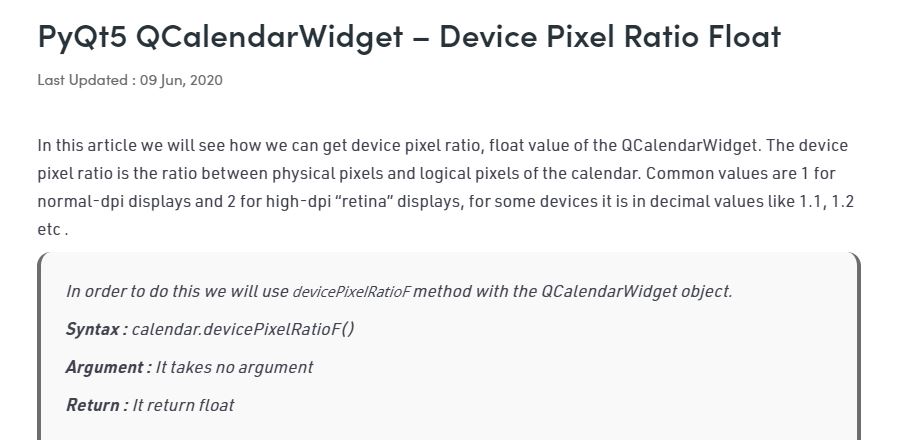 PyQt5 QCalendarWidget – Device Pixel Ratio Float
Last Updated : 09 Jun, 2020
In this article we will see how we can get device pixel ratio, float value of the QCalendarWidget. The device
pixel ratio is the ratio between physical pixels and logical pixels of the calendar. Common values are 1 for
normal-dpi displays and 2 for high-dpi “retina” displays, for some devices it is in decimal values like 1.1, 1.2
etc .
In order to do this we will use devicePixelRatioF method with the QCalendarWidget object.
Syntax : calendar.devicePixelRatioF()
Argument : It takes no argument
Return : It return float